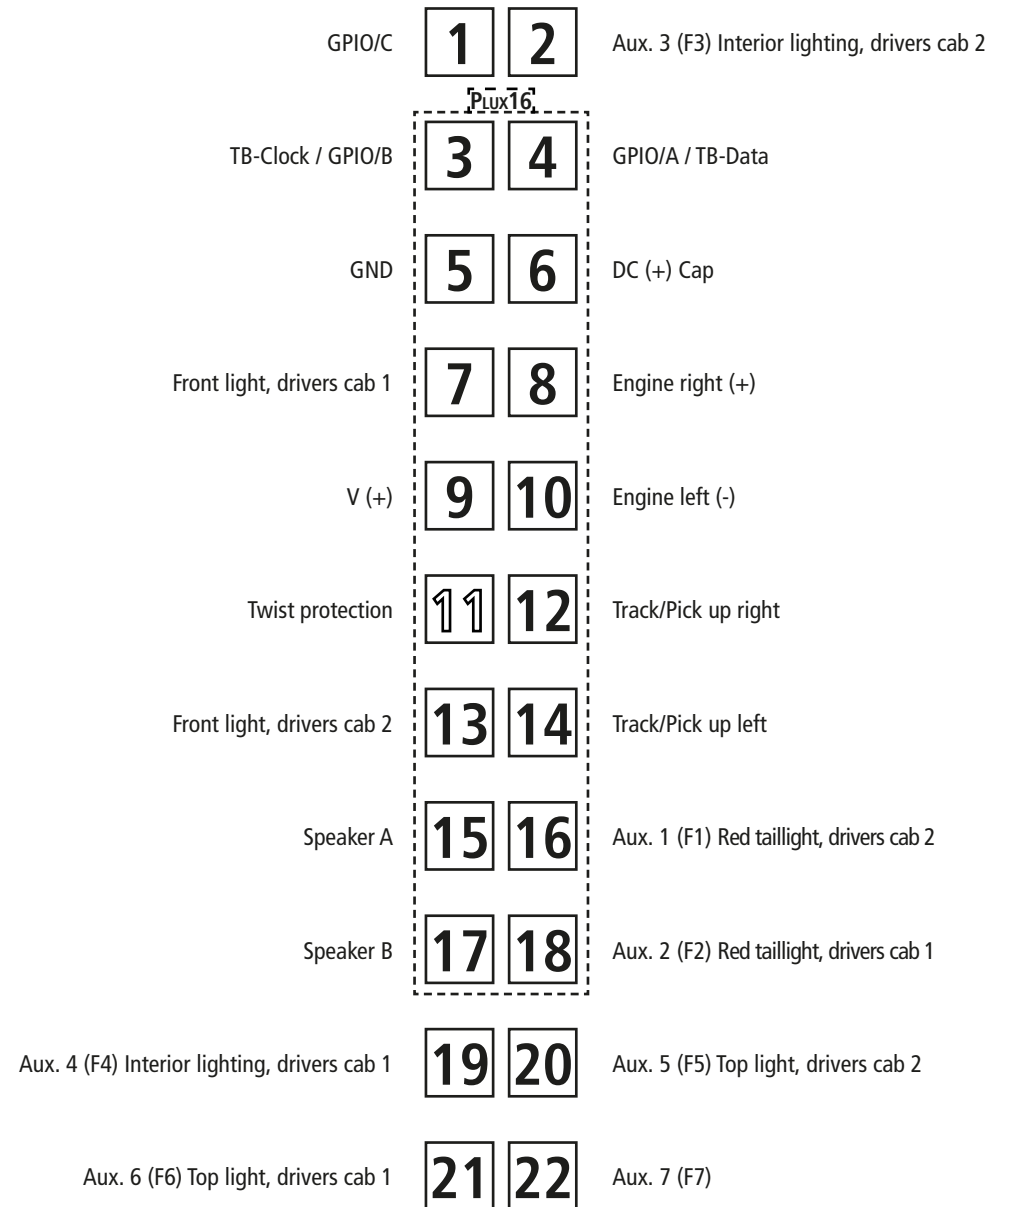 GPIO/C 1 2 Aux. 3 (F3) Interior lighting, drivers cab 2
PLUX16
TB-Clock / GPIO/B 3 4 GPIO/A / TB-Data
GND 5 6 DC (+) Cap
Front light, drivers cab 1 7 8 Engine right (+)
V (+) 9 10 Engine left (-)
Twist protection 11 12 Track/Pick up right
Front light, drivers cab 2 13 14 Track/Pick up left
Speaker A 15 16 Aux. 1 (F1) Red taillight, drivers cab 2
Speaker B 17 18 Aux. 2 (F2) Red taillight, drivers cab 1
Aux. 4 (F4) Interior lighting, drivers cab 1 19 20 Aux. 5 (F5) Top light, drivers cab 2
Aux. 6 (F6) Top light, drivers cab 1 21 22 Aux. 7 (F7)